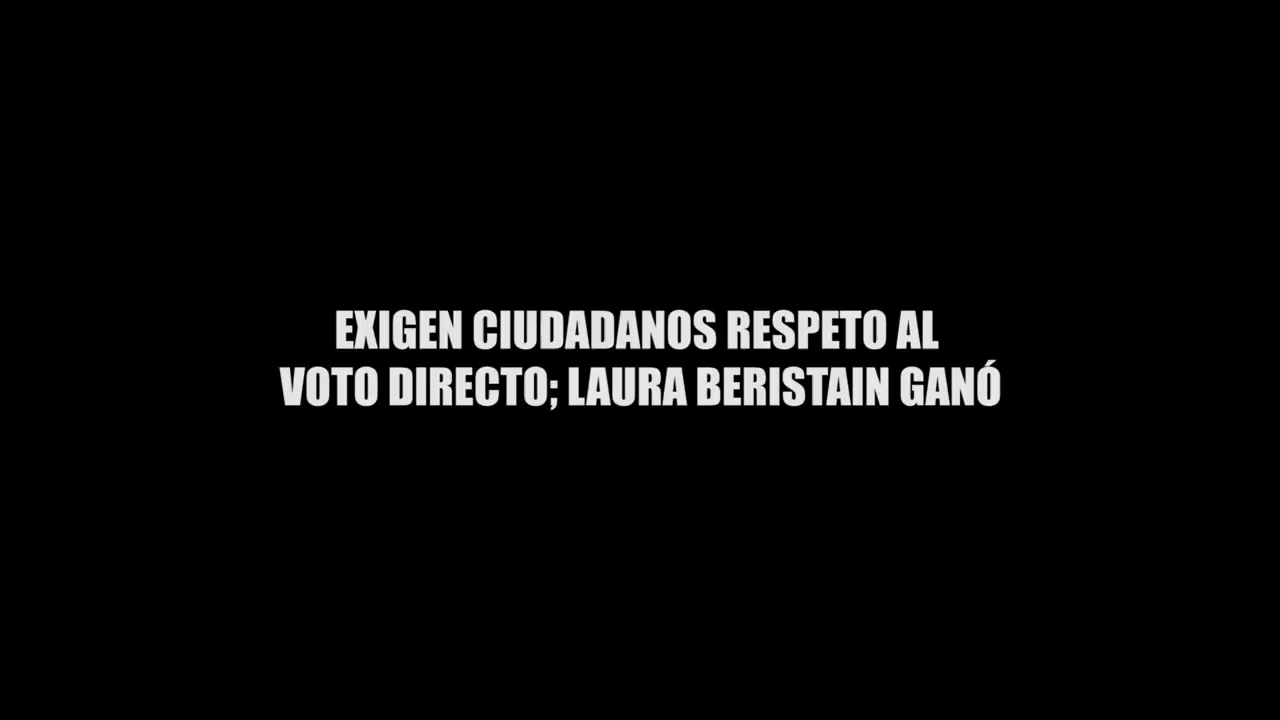 EXIGEN CIUDADANOS RESPETO AL
VOTO DIRECTO; LAURA BERISTAIN GANÓ